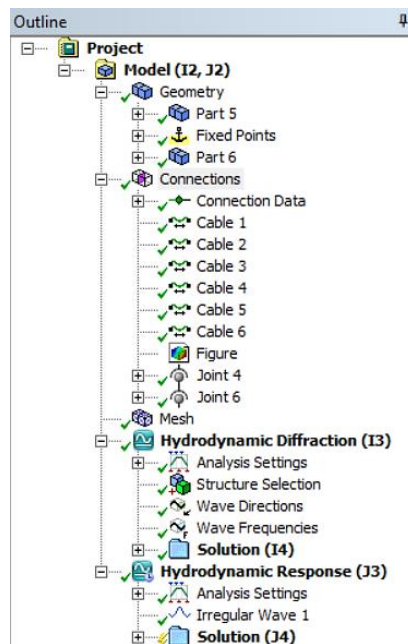 Outline
Project
Model (I2, J2)
Geometry
Part 5
Fixed Points
Part 6
Connections
Connection Data
Cable 1
Cable 2
Cable 3
Cable 4
Cable 5
Cable 6
Figure
Joint 4
Joint 6
Mesh
Hydrodynamic Diffraction (I3)
Analysis Settings
Structure Selection
Wave Directions
Wave Frequencies
Solution (I4)
Hydrodynamic Response (J3)
Analysis Settings
Irregular Wave 1
Solution (J4)